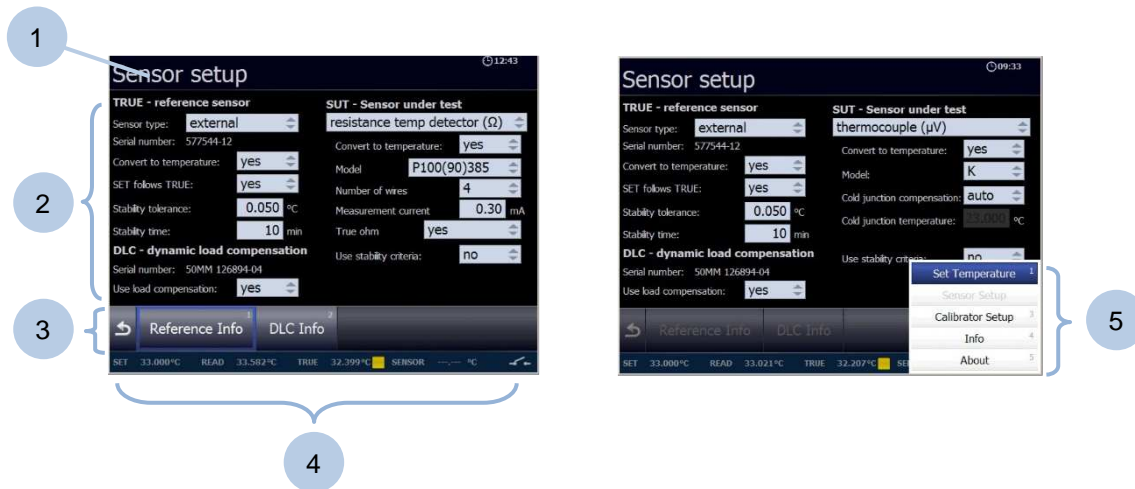 1
12:43
Sensor setup
TRUE - reference sensor
Sensor type: external
Serial number: 577544-12
Convert to temperature: yes
SET follows TRUE: yes
Stability tolerance: 0.050 °C
Stability time: 10 min
DLC - dynamic load compensation
Serial number: 50MM 126894-04
Use load compensation: yes
SUT - Sensor under test
resistance temp detector (Ω)
Convert to temperature: yes
Model P100(90)385
Number of wires 4
Measurement current 0.30 mA
True ohm yes
Use stability criteria: no
1 2
Reference Info DLC Info
SET 33.000°C READ 33.582°C TRUE 32.399°C SENSOR ---.--- °C
2
3
4
09:33
Sensor setup
TRUE - reference sensor
Sensor type: external
Serial number: 577544-12
Convert to temperature: yes
SET follows TRUE: yes
Stability tolerance: 0.050 °C
Stability time: 10 min
DLC - dynamic load compensation
Serial number: 50MM 126894-04
Use load compensation: yes
SUT - Sensor under test
thermocouple (µV)
Convert to temperature: yes
Model: K
Cold junction compensation: auto
Cold junction temperature: 23.000 °C
Use stability criteria: no
Reference Info DLC Info
SET 33.000°C READ 33.021°C TRUE 32.207°C
Set Temperature 1
Sensor Setup
Calibrator Setup 3
Info 4
About 5
5